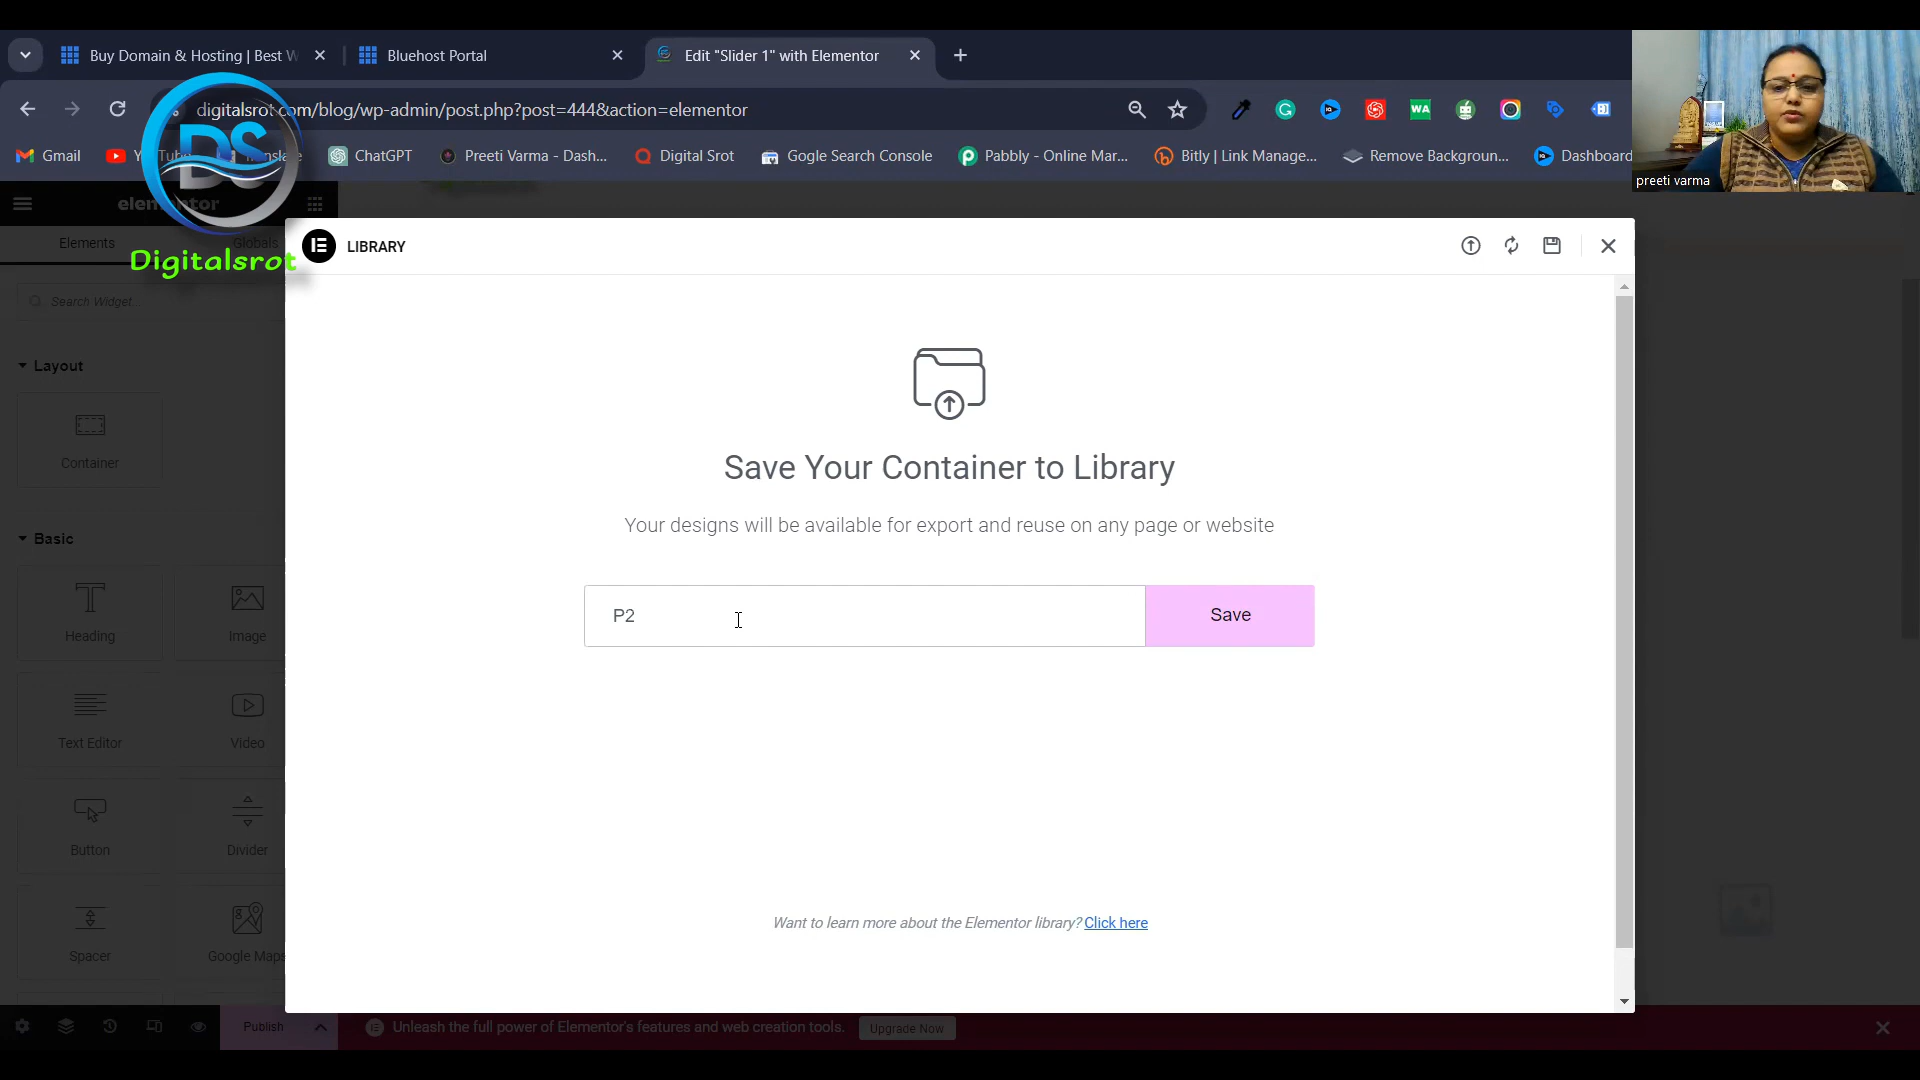 Buy Domain & Hosting | Best W
Bluehost Portal
Edit "Slider 1" with Elementor
digitalsrot.com/blog/wp-admin/post.php?post=444&action=elementor
WA
Gmail
ChatGPT
Preeti Varma - Dash...
Digital Srot
Gogle Search Console
Pabbly - Online Mar...
Bitly | Link Manage...
Remove Backgroun...
Dashboard
preeti varma
DS
Digitalsrot
elementor
Elements
Globals
LIBRARY
Search Widget...
Layout
Container
Basic
Heading
Image
Text Editor
Video
Button
Divider
Spacer
Google Maps
Save Your Container to Library
Your designs will be available for export and reuse on any page or website
P2
Save
Want to learn more about the Elementor library? Click here
Publish
Unleash the full power of Elementor's features and web creation tools.
Upgrade Now